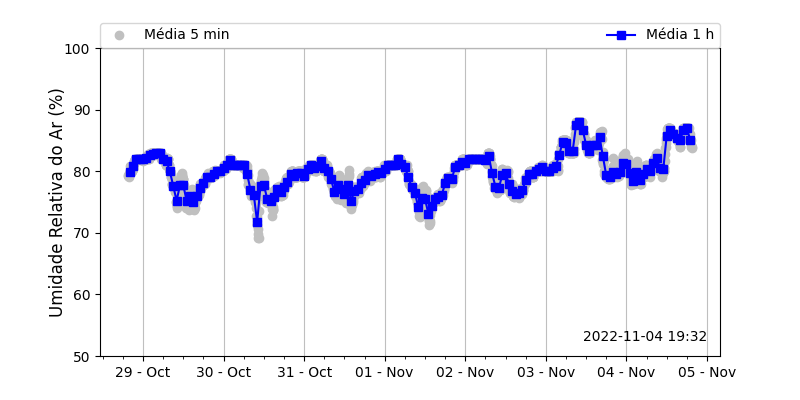 Média 5 min
Média 1 h
Umidade Relativa do Ar (%)
100
90
80
70
60
50
2022-11-04 19:32
29 - Oct
30 - Oct
31 - Oct
01 - Nov
02 - Nov
03 - Nov
04 - Nov
05 - Nov